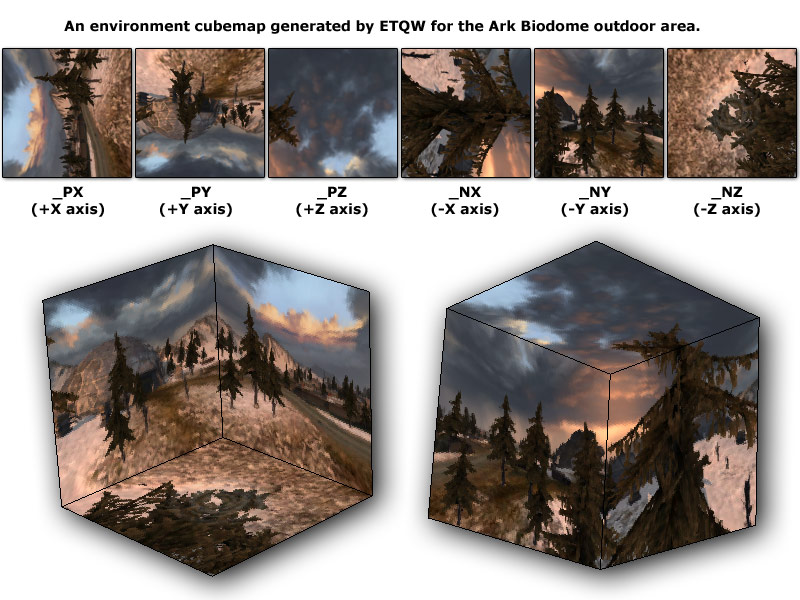 An environment cubemap generated by ETQW for the Ark Biodome outdoor area.
_PX
(+X axis)
_PY
(+Y axis)
_PZ
(+Z axis)
_NX
(-X axis)
_NY
(-Y axis)
_NZ
(-Z axis)